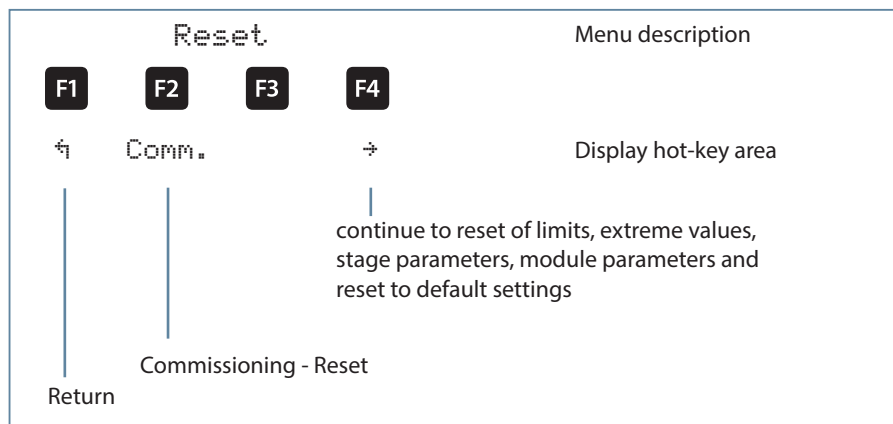 Reset Menu description
F1 F2 F3 F4
↰ Comm. → Display hot-key area
continue to reset of limits, extreme values,
stage parameters, module parameters and
reset to default settings
Commissioning - Reset
Return